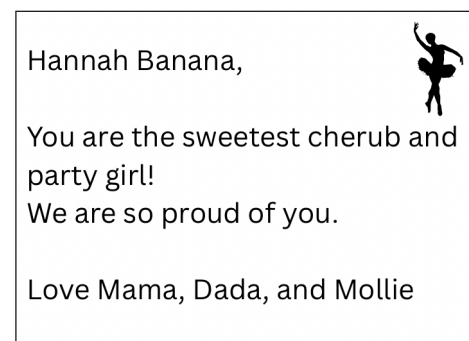 Hannah Banana,
You are the sweetest cherub and
party girl!
We are so proud of you.
Love Mama, Dada, and Mollie